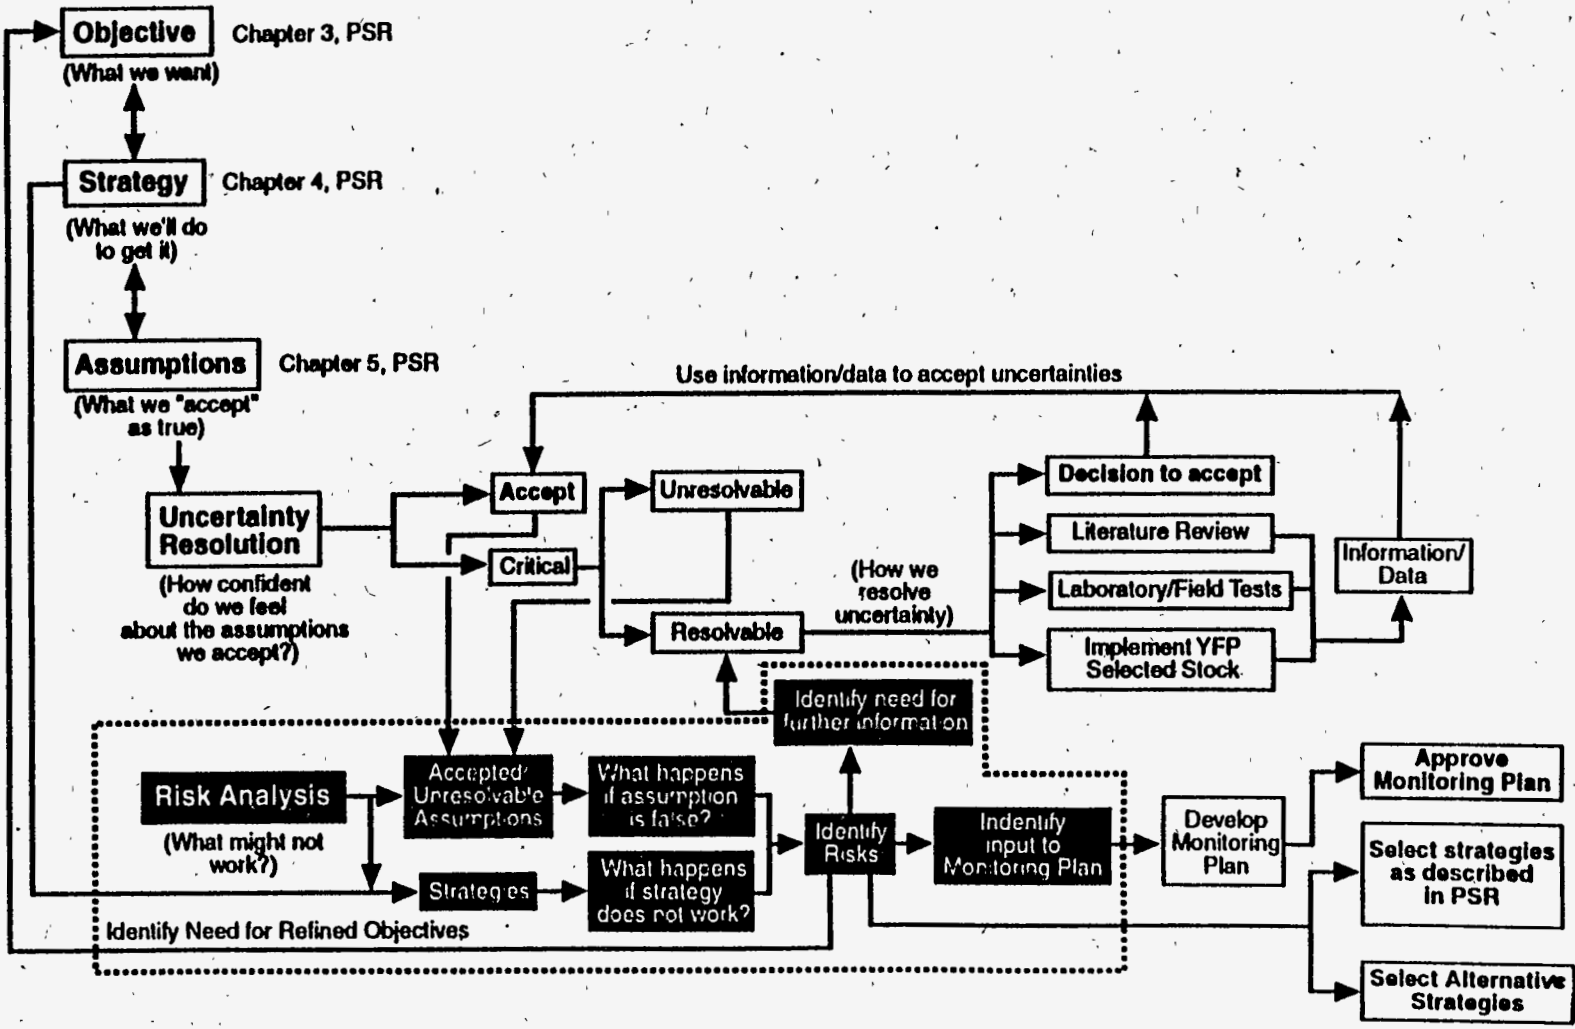 Objective
Chapter 3, PSR
(What we want)
Strategy
Chapter 4, PSR
(What we'll do
to get it)
Assumptions
Chapter 5, PSR
(What we "accept"
as true)
Use information/data to accept uncertainties
Uncertainty
Resolution
(How confident
do we feel
about the assumptions
we accept?)
Accept
Critical
Unresolvable
Resolvable
(How we
resolve
uncertainty)
Decision to accept
Literature Review
Laboratory/Field Tests
Implement YFP
Selected Stock
Information/
Data
Identify need for
further information
Risk Analysis
(What might not
work?)
Accepted/
Unresolvable
Assumptions
Strategies
What happens
if assumption
is false?
What happens
if strategy
does not work?
Identify
Risks
Indentify
input to
Monitoring Plan
Develop
Monitoring
Plan
Approve
Monitoring Plan
Select strategies
as described
in PSR
Select Alternative
Strategies
Identify Need for Refined Objectives